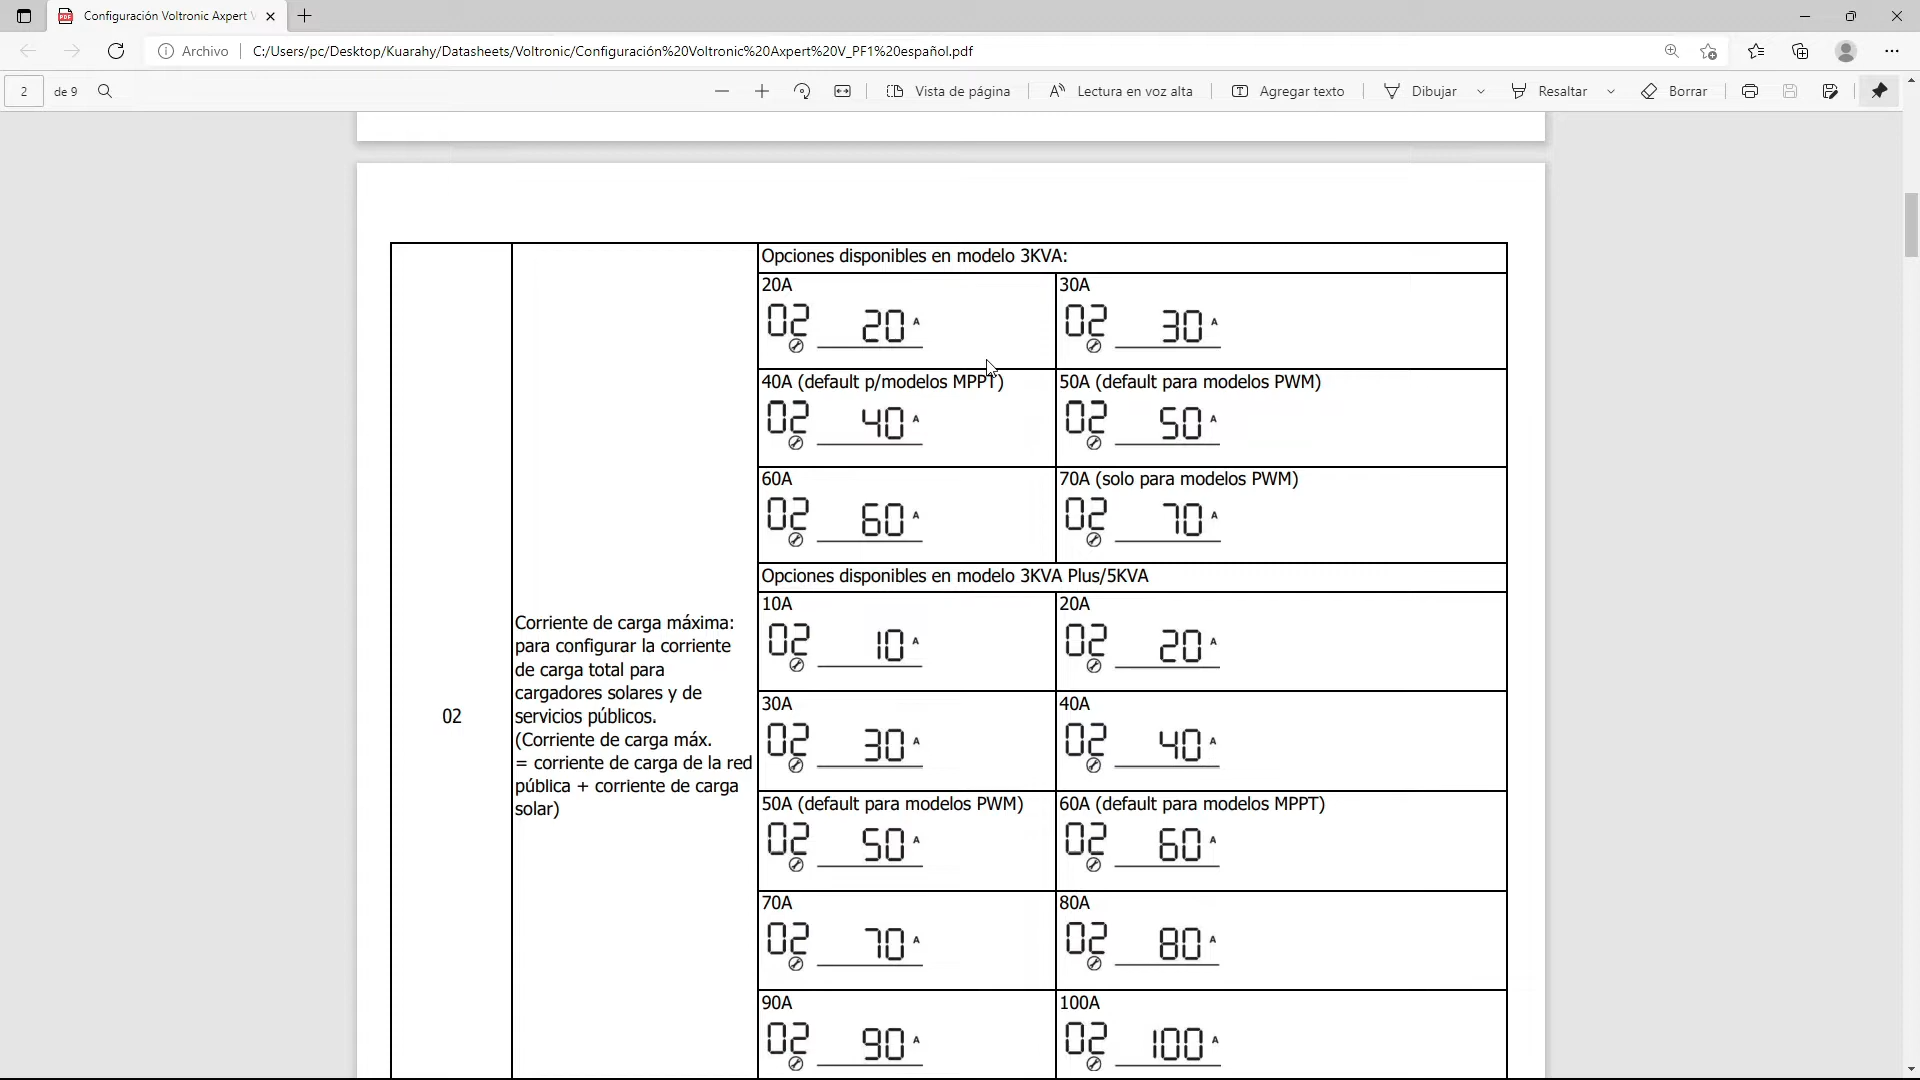 Configuración Voltronic Axpert V
Archivo
C:/Users/pc/Desktop/Kuarahy/Datasheets/Voltronic/Configuración%20Voltronic%20Axpert%20V_PF1%20español.pdf
2 de 9
Vista de página
Lectura en voz alta
Agregar texto
Dibujar
Resaltar
Borrar
02
Corriente de carga máxima:
para configurar la corriente
de carga total para
cargadores solares y de
servicios públicos.
(Corriente de carga máx.
= corriente de carga de la red
pública + corriente de carga
solar)
Opciones disponibles en modelo 3KVA:
20A
02 20 A
30A
02 30 A
40A (default p/modelos MPPT)
02 40 A
50A (default para modelos PWM)
02 50 A
60A
02 60 A
70A (solo para modelos PWM)
02 70 A
Opciones disponibles en modelo 3KVA Plus/5KVA
10A
02 10 A
20A
02 20 A
30A
02 30 A
40A
02 40 A
50A (default para modelos PWM)
02 50 A
60A (default para modelos MPPT)
02 60 A
70A
02 70 A
80A
02 80 A
90A
02 90 A
100A
02 100 A